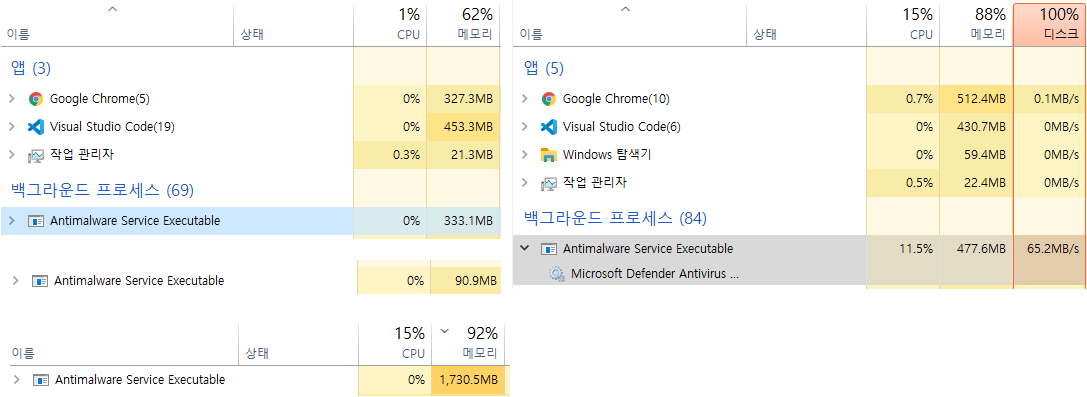 1% 62%
이름 상태 CPU 메모리
앱 (3)
Google Chrome(5) 0% 327.3MB
Visual Studio Code(19) 0% 453.3MB
작업 관리자 0.3% 21.3MB
백그라운드 프로세스 (69)
Antimalware Service Executable 0% 333.1MB
Antimalware Service Executable 0% 90.9MB
15% 92%
이름 상태 CPU 메모리
Antimalware Service Executable 0% 1,730.5MB
15% 88% 100%
이름 상태 CPU 메모리 디스크
앱 (5)
Google Chrome(10) 0.7% 512.4MB 0.1MB/s
Visual Studio Code(6) 0% 430.7MB 0MB/s
Windows 탐색기 0% 59.4MB 0MB/s
작업 관리자 0.5% 22.4MB 0MB/s
백그라운드 프로세스 (84)
Antimalware Service Executable 11.5% 477.6MB 65.2MB/s
Microsoft Defender Antivirus ...